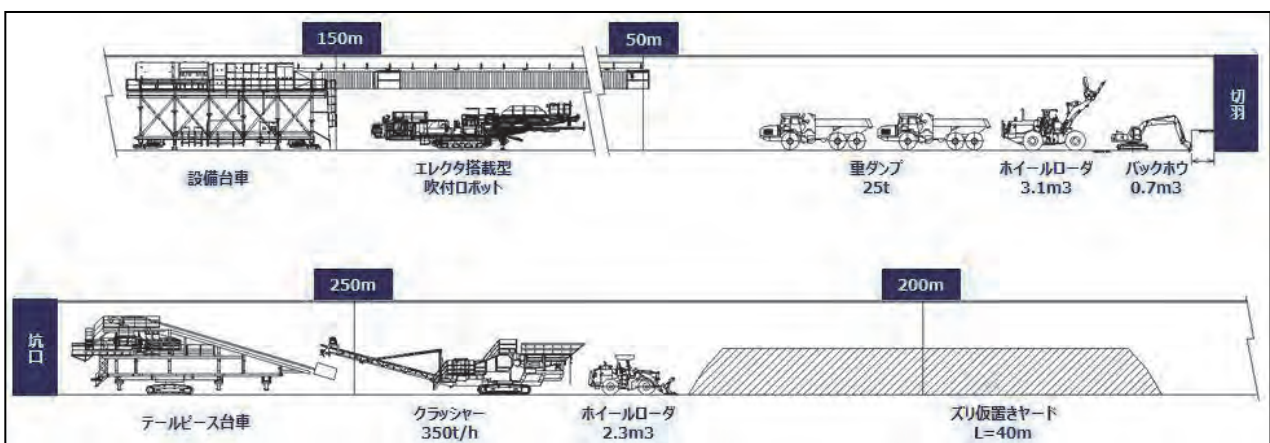 150m
50m
切羽
設備台車
エレクタ搭載型
吹付ロボット
重ダンプ
25t
ホイールローダ
3.1m3
バックホウ
0.7m3
250m
200m
坑口
テールピース台車
クラッシャー
350t/h
ホイールローダ
2.3m3
ズリ仮置きヤード
L=40m